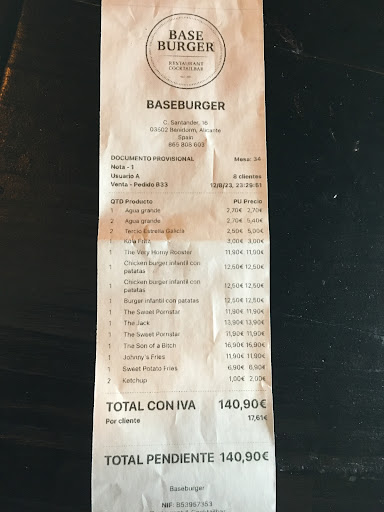 BASE
BURGER
RESTAURANT
COCKTAILBAR
BASEBURGER
C. Santander, 16
03502 Benidorm, Alicante
Spain
865 808 603
DOCUMENTO PROVISIONAL Mesa: 34
Nota - 1
Usuario A 8 clientes
Venta - Pedido B33 12/8/23, 23:29:51
QTD Producto PU Precio
1 Agua grande 2,70€ 2,70€
2 Agua grande 2,70€ 5,40€
2 Tercio Estrella Galicia 2,50€ 5,00€
1 Kala Fritz 3,00€ 3,00€
1 The Very Horny Rooster 11,90€ 11,90€
1 Chicken burger infantil con patatas 12,50€ 12,50€
1 Chicken burger infantil con patatas 12,50€ 12,50€
1 Burger infantil con patatas 12,50€ 12,50€
1 The Sweet Pornstar 11,90€ 11,90€
1 The Jack 13,90€ 13,90€
1 The Sweet Pornstar 11,90€ 11,90€
1 The Son of a Bitch 16,90€ 16,90€
1 Johnny's Fries 11,90€ 11,90€
1 Sweet Potato Fries 6,90€ 6,90€
2 Ketchup 1,00€ 2,00€
TOTAL CON IVA 140,90€
Por cliente 17,61€
TOTAL PENDIENTE 140,90€
Baseburger
NIF: B53957353